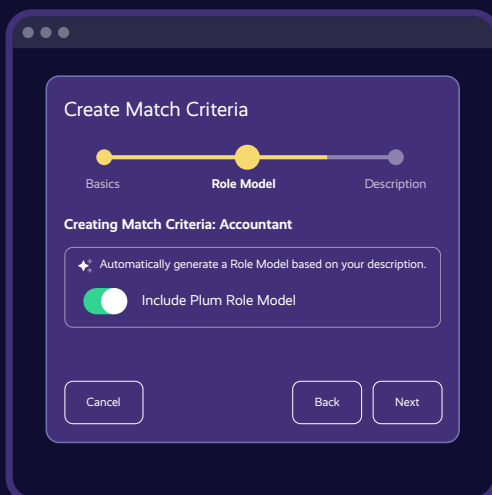 Create Match Criteria
Basics
Role Model
Description
Creating Match Criteria: Accountant
Automatically generate a Role Model based on your description.
Include Plum Role Model
Cancel
Back
Next